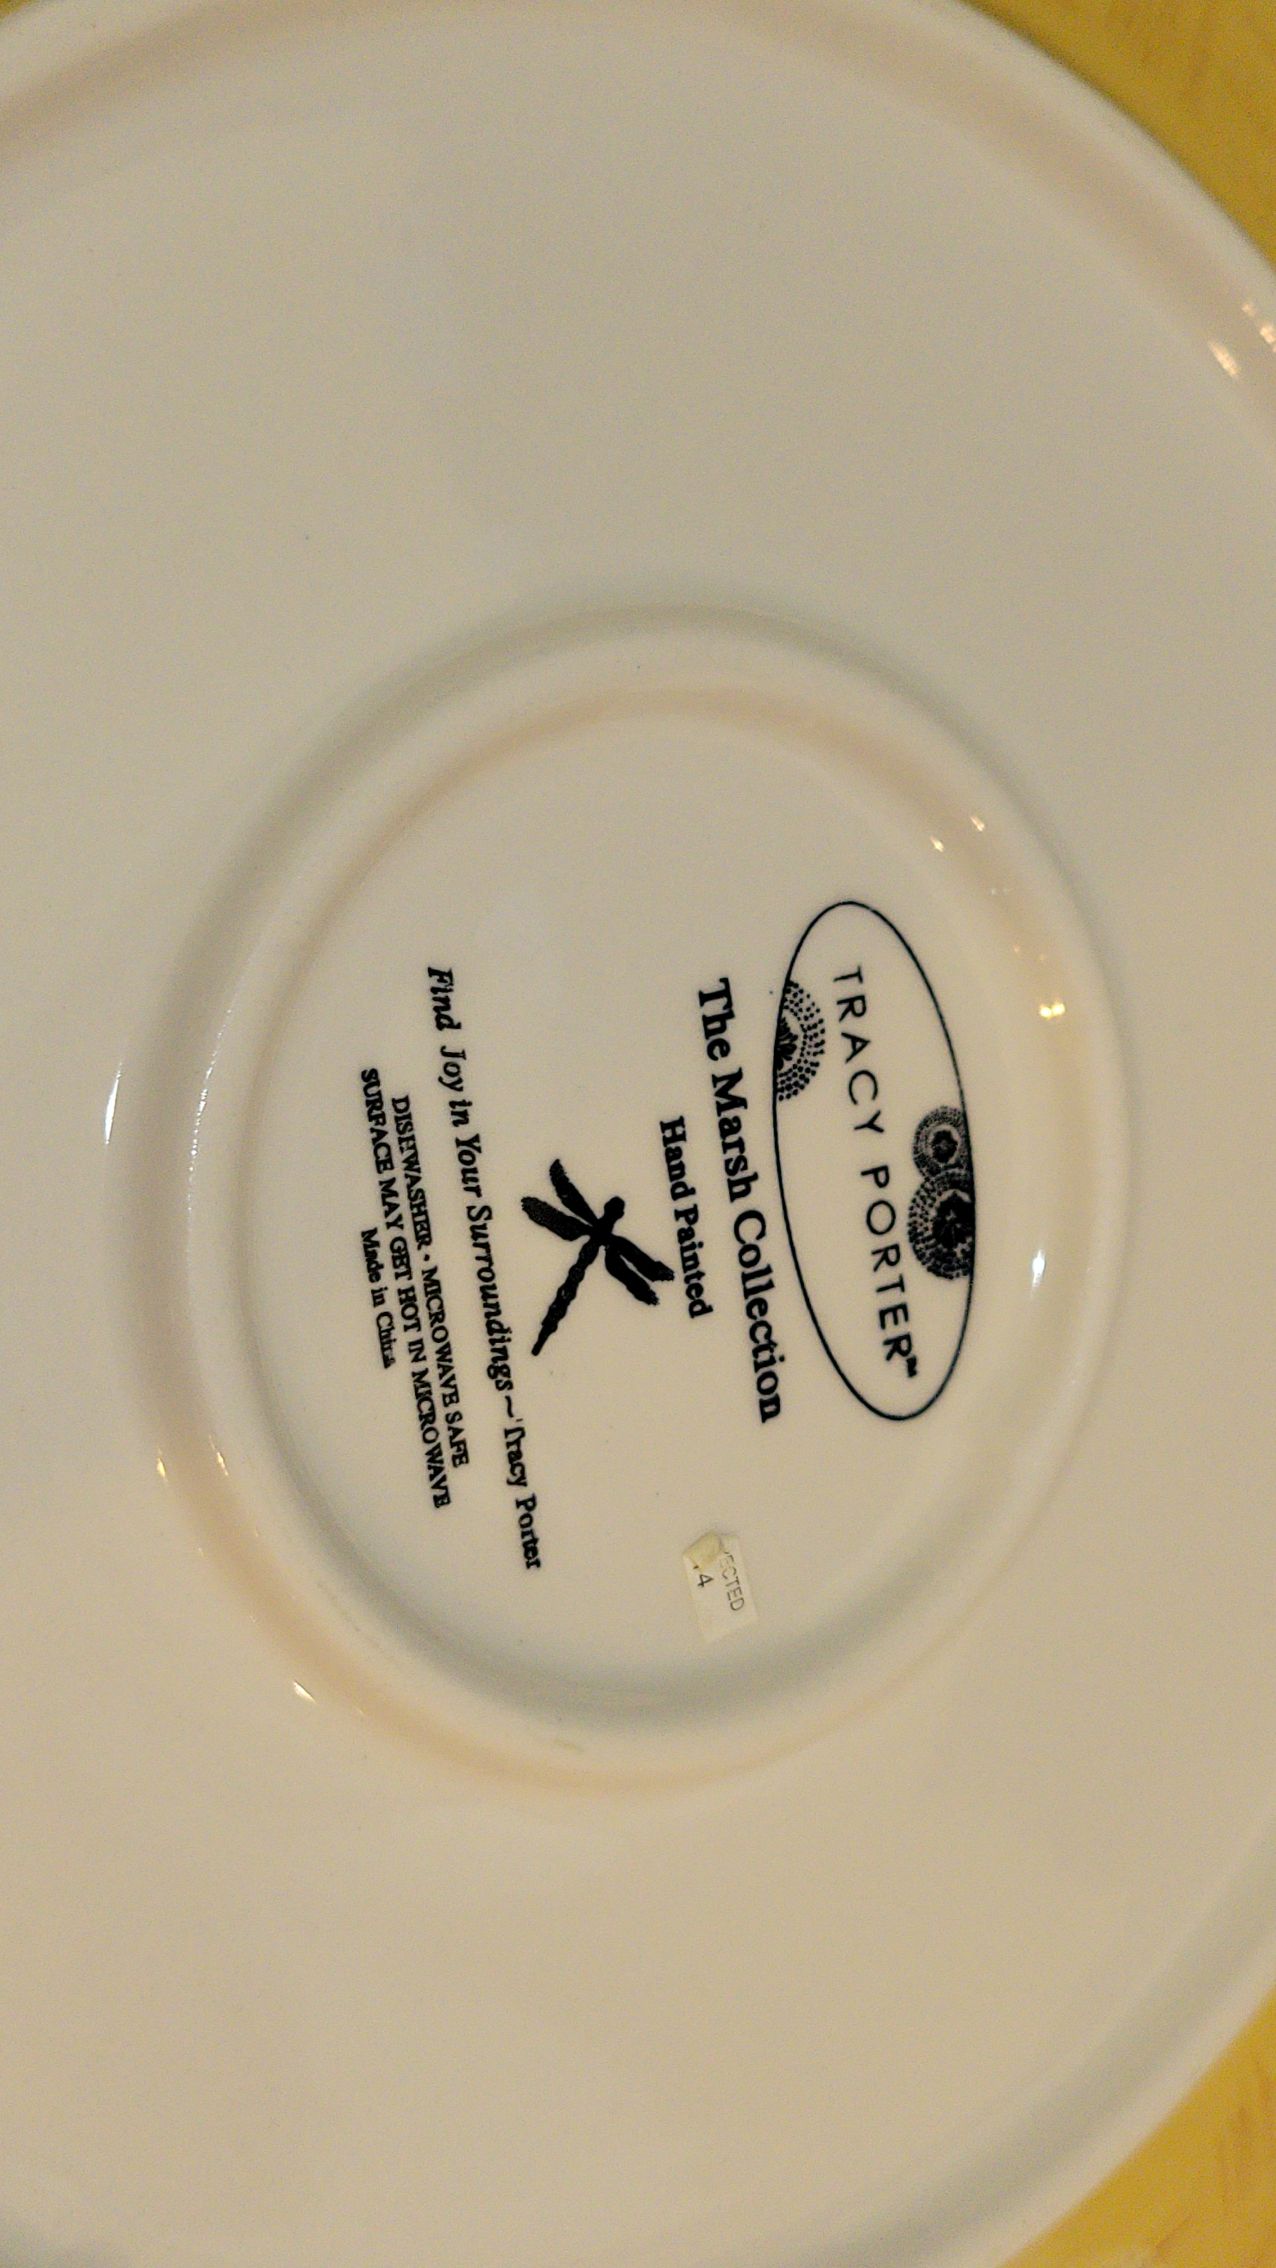 TRACY PORTER™
The Marsh Collection
Hand Painted
Find Joy in Your Surroundings~Tracy Porter
DISHWASHER · MICROWAVE SAFE
SURFACE MAY GET HOT IN MICROWAVE
Made in China
4